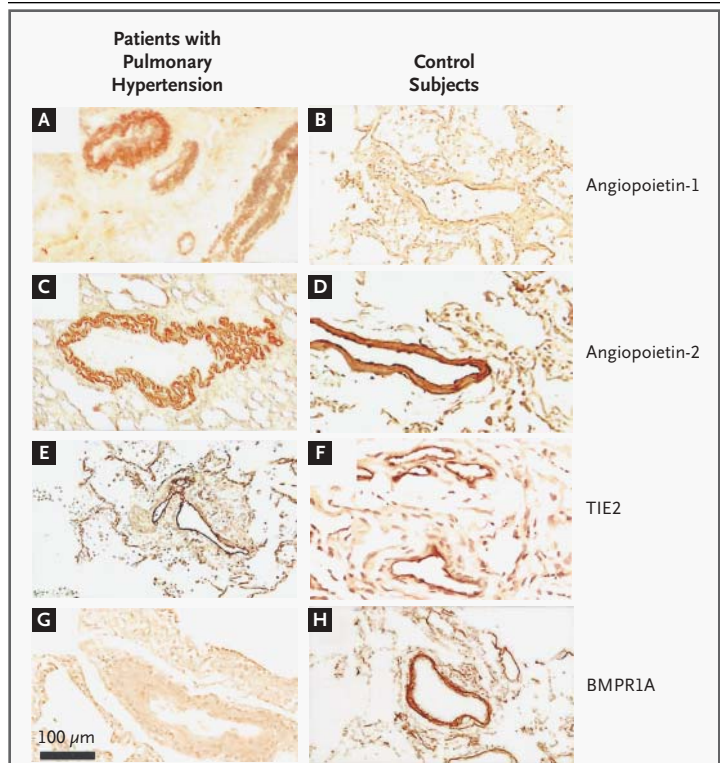 Patients with
Pulmonary
Hypertension
Control
Subjects
A
B
Angiopoietin-1
C
D
Angiopoietin-2
E
F
TIE2
G
H
BMPR1A
100 µm